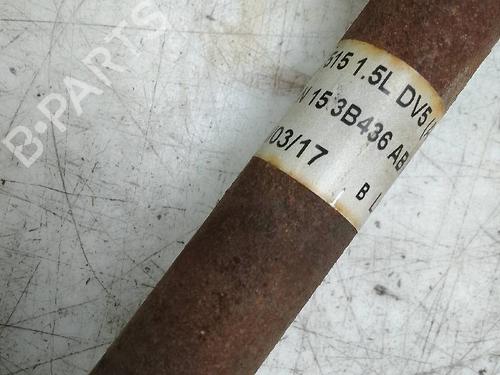 B-PARTS
515 1.5L DV5 (
N 15 3B436 AB
/03/17
B L